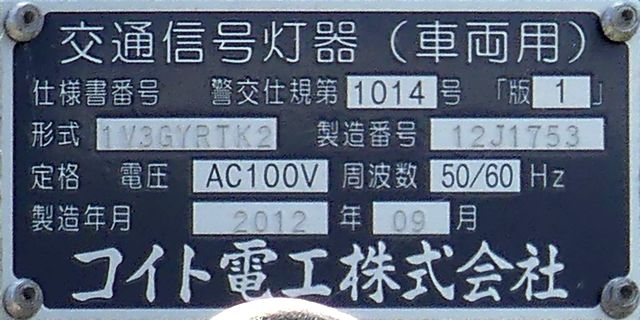 交通信号灯器（車両用）
仕様書番号 警交仕規第 1014 号 「版 1 」
形式 1V3GYRTK2 製造番号 12J1753
定格 電圧 AC100V 周波数 50/60 Hz
製造年月 2012 年 09 月
コイト電工株式会社